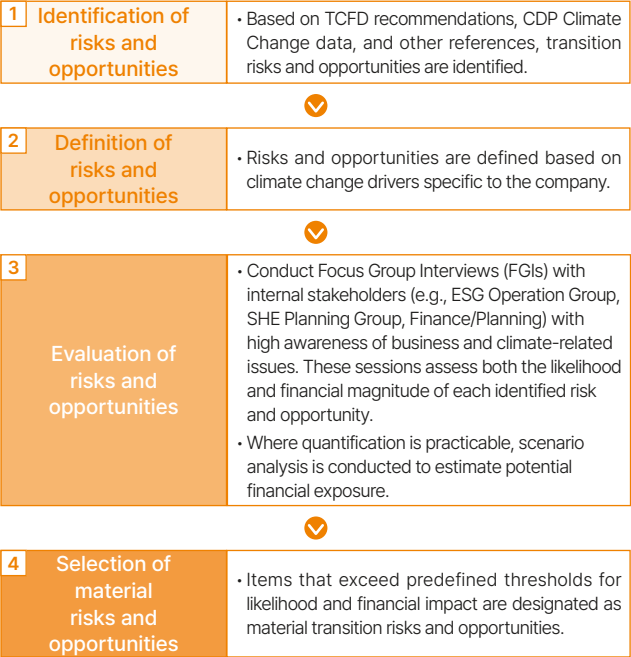 1
Identification of
risks and
opportunities
• Based on TCFD recommendations, CDP Climate
Change data, and other references, transition
risks and opportunities are identified.
2
Definition of
risks and
opportunities
• Risks and opportunities are defined based on
climate change drivers specific to the company.
3
Evaluation of
risks and
opportunities
• Conduct Focus Group Interviews (FGIs) with
internal stakeholders (e.g., ESG Operation Group,
SHE Planning Group, Finance/Planning) with
high awareness of business and climate-related
issues. These sessions assess both the likelihood
and financial magnitude of each identified risk
and opportunity.
• Where quantification is practicable, scenario
analysis is conducted to estimate potential
financial exposure.
4
Selection of
material
risks and
opportunities
• Items that exceed predefined thresholds for
likelihood and financial impact are designated as
material transition risks and opportunities.